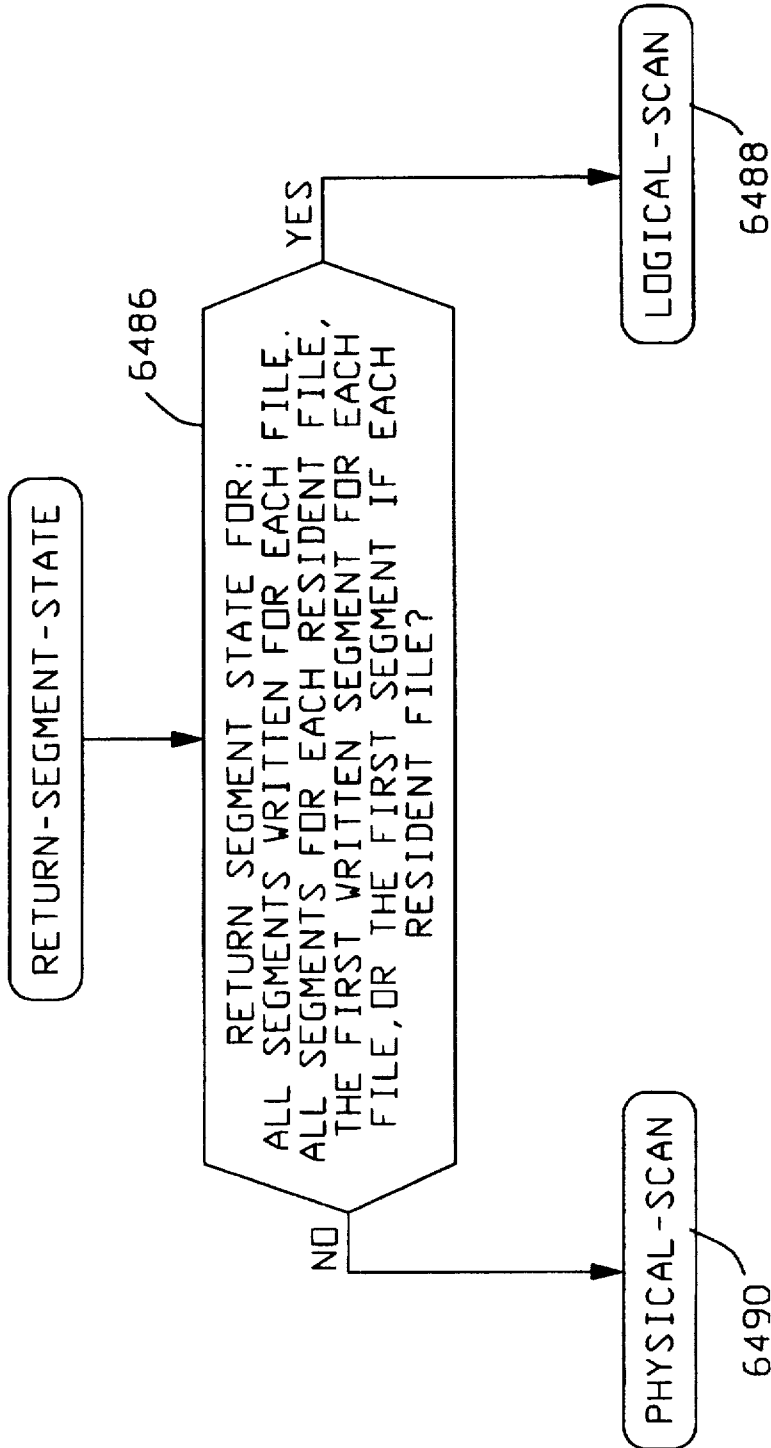 RETURN-SEGMENT-STATE
6486
RETURN SEGMENT STATE FOR:
ALL SEGMENTS WRITTEN FOR EACH FILE.
ALL SEGMENTS FOR EACH RESIDENT FILE,
THE FIRST WRITTEN SEGMENT FOR EACH
FILE, OR THE FIRST SEGMENT IF EACH
RESIDENT FILE?
NO
YES
PHYSICAL-SCAN
6490
LOGICAL-SCAN
6488